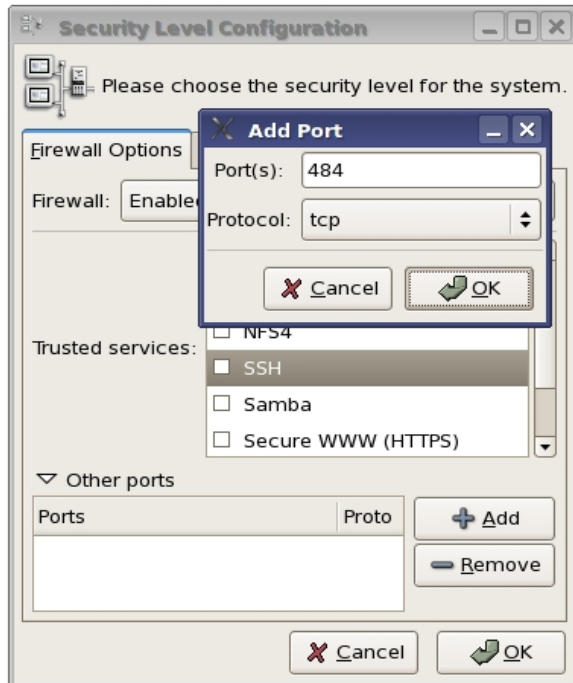 Security Level Configuration
Please choose the security level for the system.
Add Port
Firewall Options
Port(s): 484
Firewall: Enable
Protocol: tcp
Cancel OK
Trusted services:
NFS4
SSH
Samba
Secure WWW (HTTPS)
Other ports
Ports Proto
Add
Remove
Cancel OK